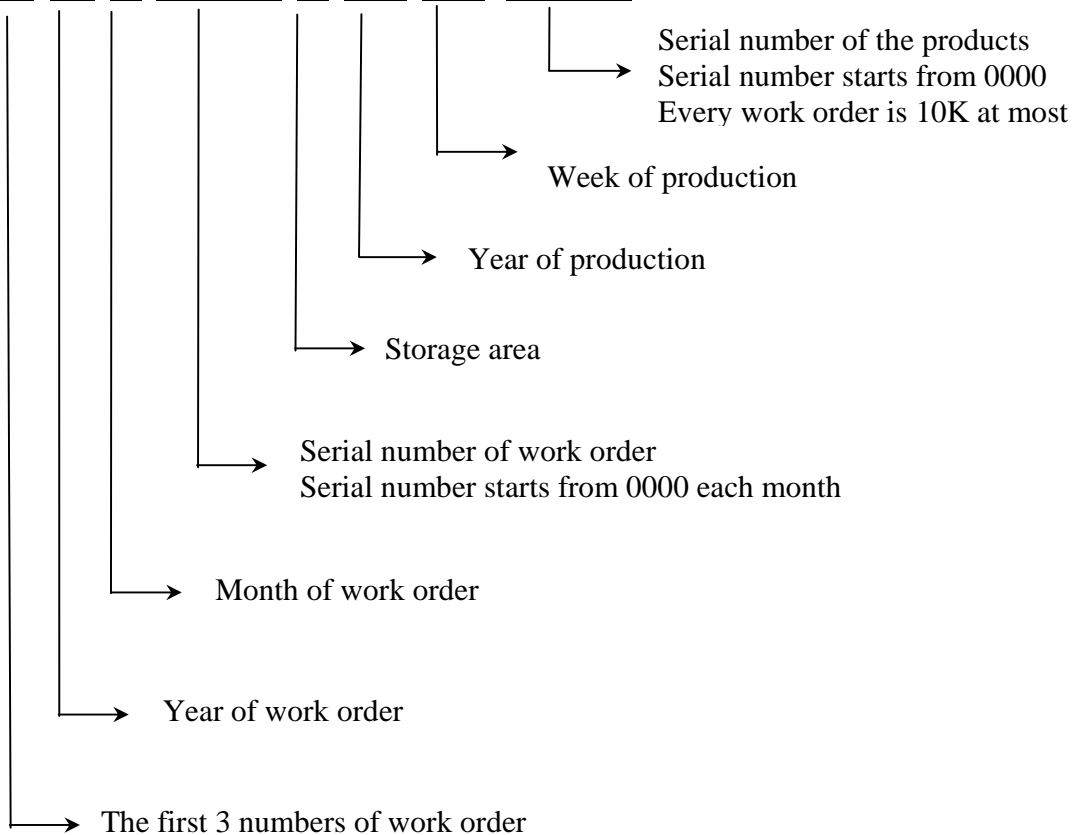 Serial number of the products
Serial number starts from 0000
Every work order is 10K at most
Week of production
Year of production
Storage area
Serial number of work order
Serial number starts from 0000 each month
Month of work order
Year of work order
The first 3 numbers of work order